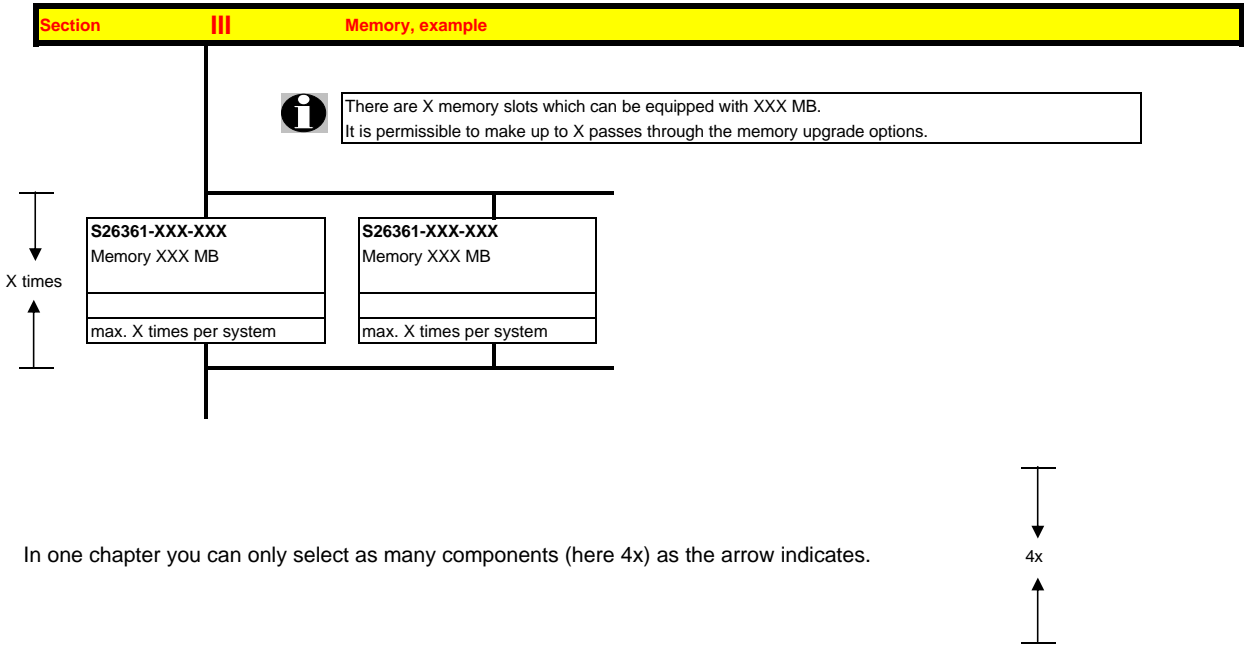 Section III Memory, example
There are X memory slots which can be equipped with XXX MB.
It is permissible to make up to X passes through the memory upgrade options.
S26361-XXX-XXX
Memory XXX MB
max. X times per system
S26361-XXX-XXX
Memory XXX MB
max. X times per system
X times
In one chapter you can only select as many components (here 4x) as the arrow indicates.
4x